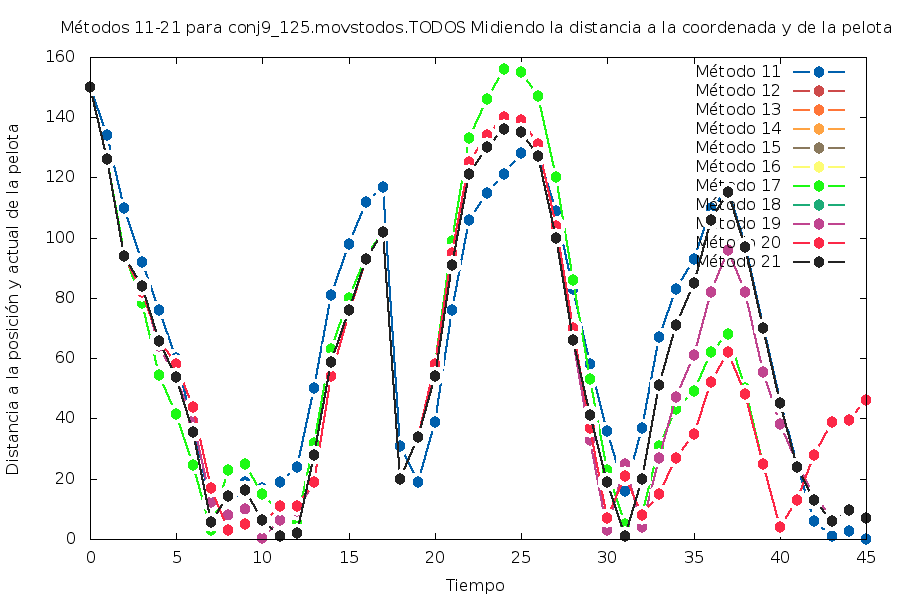 Métodos 11-21 para conj9_125.movstodos.TODOS Midiendo la distancia a la coordenada y de la pelota
Distancia a la posición y actual de la pelota
160
140
120
100
80
60
40
20
0
Método 11
Método 12
Método 13
Método 14
Método 15
Método 16
Método 17
Método 18
Método 19
Método 20
Método 21
0 5 10 15 20 25 30 35 40 45
Tiempo